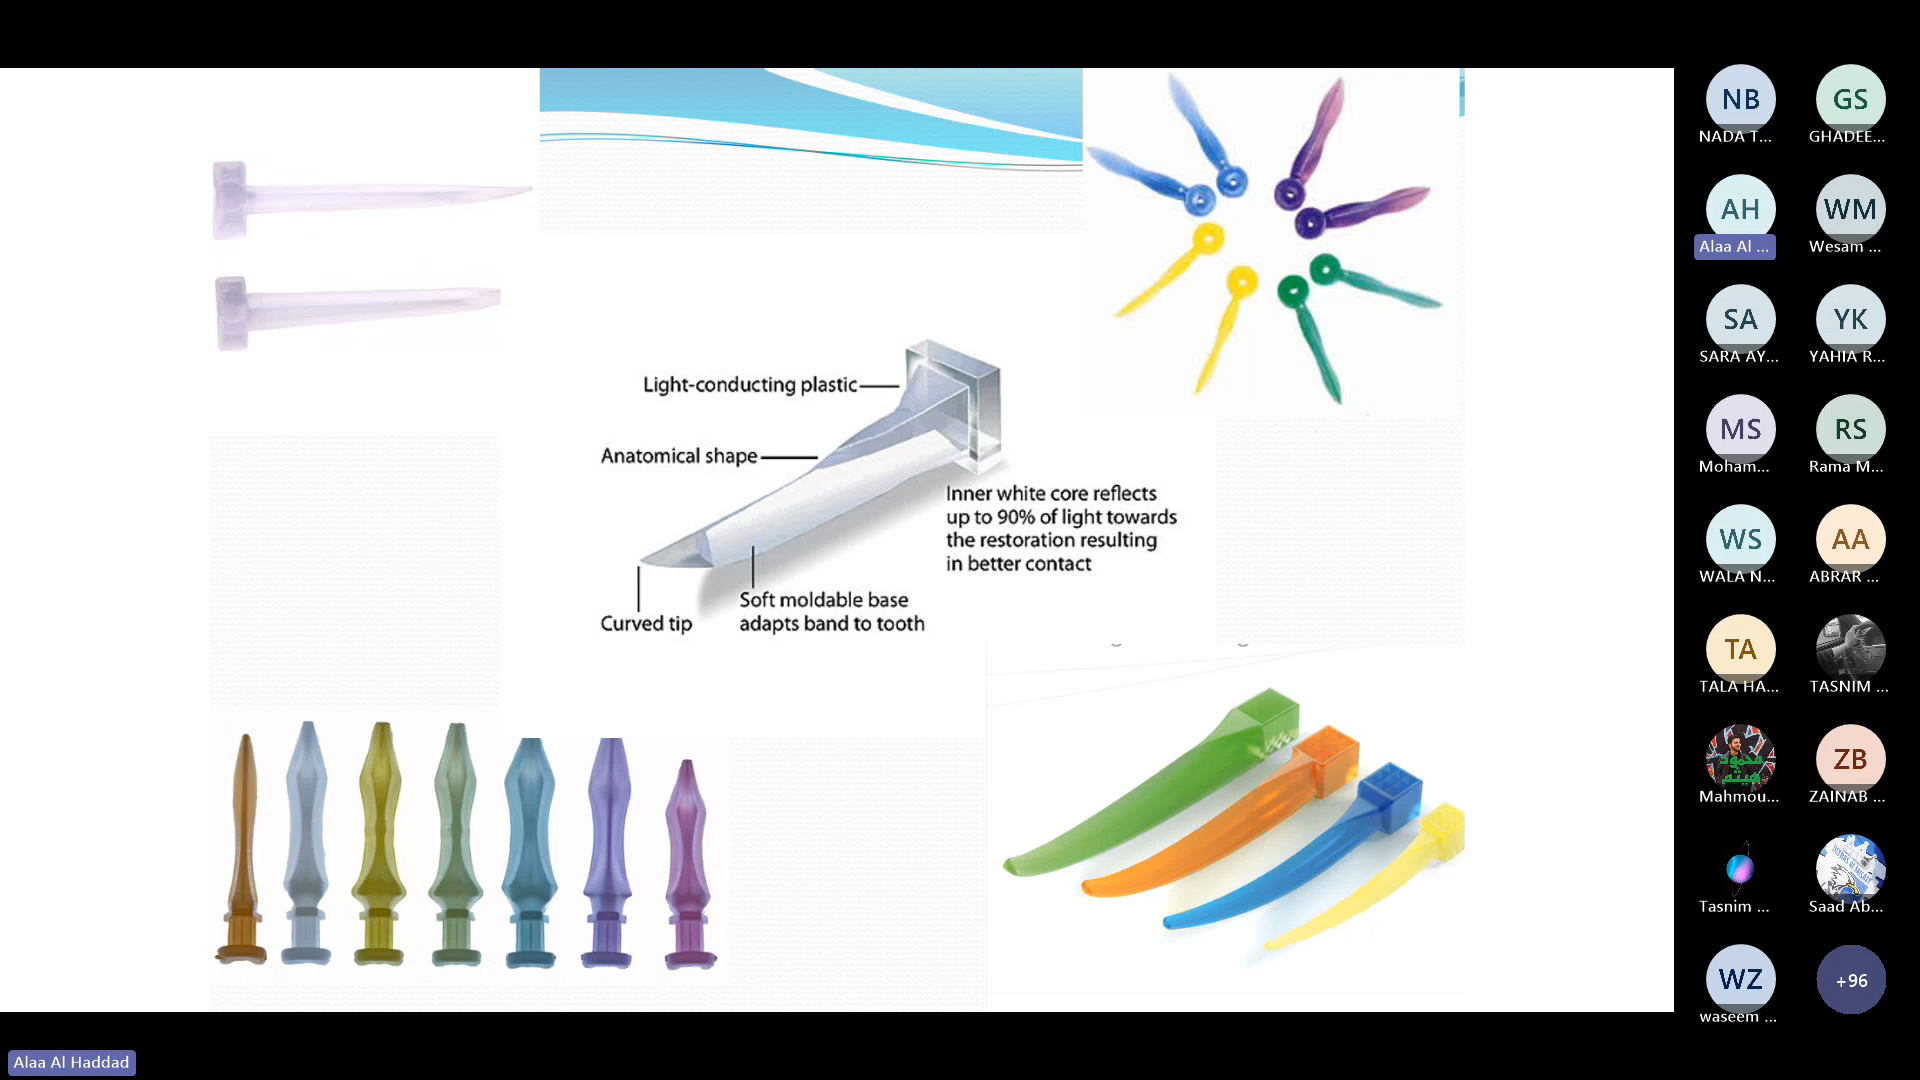 Light-conducting plastic
Anatomical shape
Inner white core reflects
up to 90% of light towards
the restoration resulting
in better contact
Soft moldable base
adapts band to tooth
Curved tip
NB
NADA T...
GS
GHADEE...
AH
Alaa Al ...
WM
Wesam ...
SA
SARA AY...
YK
YAHIA R...
MS
Moham...
RS
Rama M...
WS
WALA N...
AA
ABRAR ...
TA
TALA HA...
TASNIM ...
محمود
هيثم
Mahmou...
ZB
ZAINAB ...
Tasnim ...
Saad Ab...
WZ
waseem ...
+96
Alaa Al Haddad